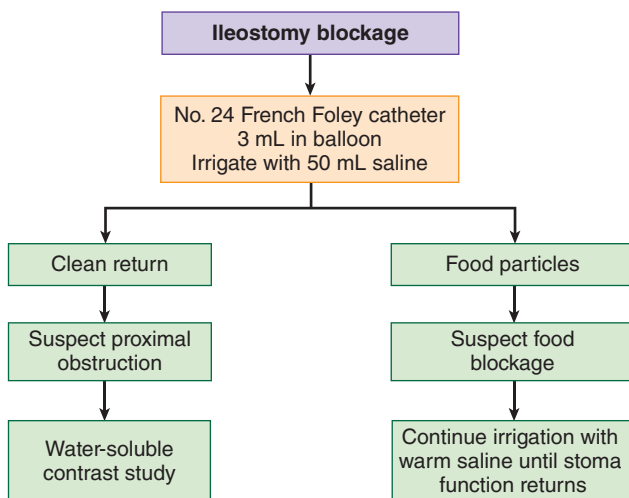 Ileostomy blockage
No. 24 French Foley catheter
3 mL in balloon
Irrigate with 50 mL saline
Clean return
Food particles
Suspect proximal
obstruction
Suspect food
blockage
Water-soluble
contrast study
Continue irrigation with
warm saline until stoma
function returns